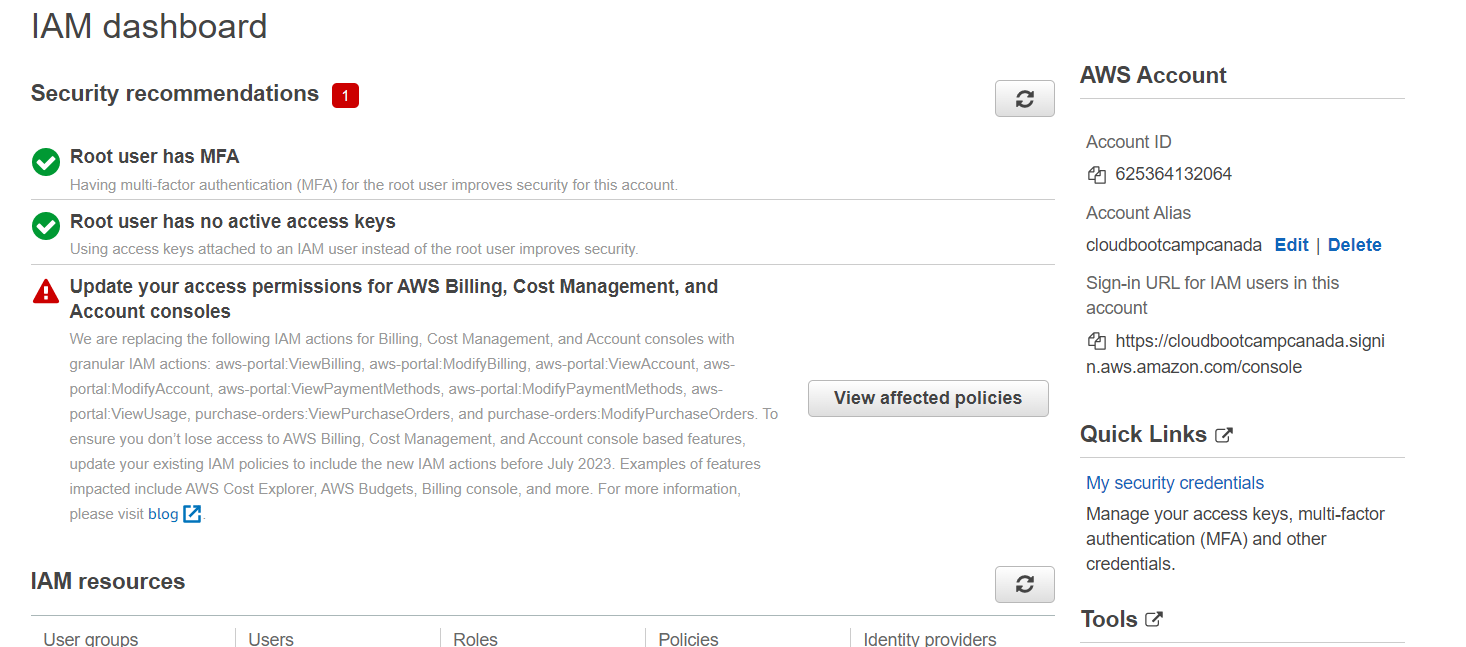 IAM dashboard
Security recommendations 1
Root user has MFA
Having multi-factor authentication (MFA) for the root user improves security for this account.
Root user has no active access keys
Using access keys attached to an IAM user instead of the root user improves security.
Update your access permissions for AWS Billing, Cost Management, and
Account consoles
We are replacing the following IAM actions for Billing, Cost Management, and Account consoles with
granular IAM actions: aws-portal:ViewBilling, aws-portal:ModifyBilling, aws-portal:ViewAccount, aws-
portal:ModifyAccount, aws-portal:ViewPaymentMethods, aws-portal:ModifyPaymentMethods, aws-
portal:ViewUsage, purchase-orders:ViewPurchaseOrders, and purchase-orders:ModifyPurchaseOrders. To
ensure you don’t lose access to AWS Billing, Cost Management, and Account console based features,
update your existing IAM policies to include the new IAM actions before July 2023. Examples of features
impacted include AWS Cost Explorer, AWS Budgets, Billing console, and more. For more information,
please visit blog.
View affected policies
IAM resources
User groups
Users
Roles
Policies
Identity providers
AWS Account
Account ID
625364132064
Account Alias
cloudbootcampcanada Edit | Delete
Sign-in URL for IAM users in this
account
https://cloudbootcampcanada.signi
n.aws.amazon.com/console
Quick Links
My security credentials
Manage your access keys, multi-factor
authentication (MFA) and other
credentials.
Tools